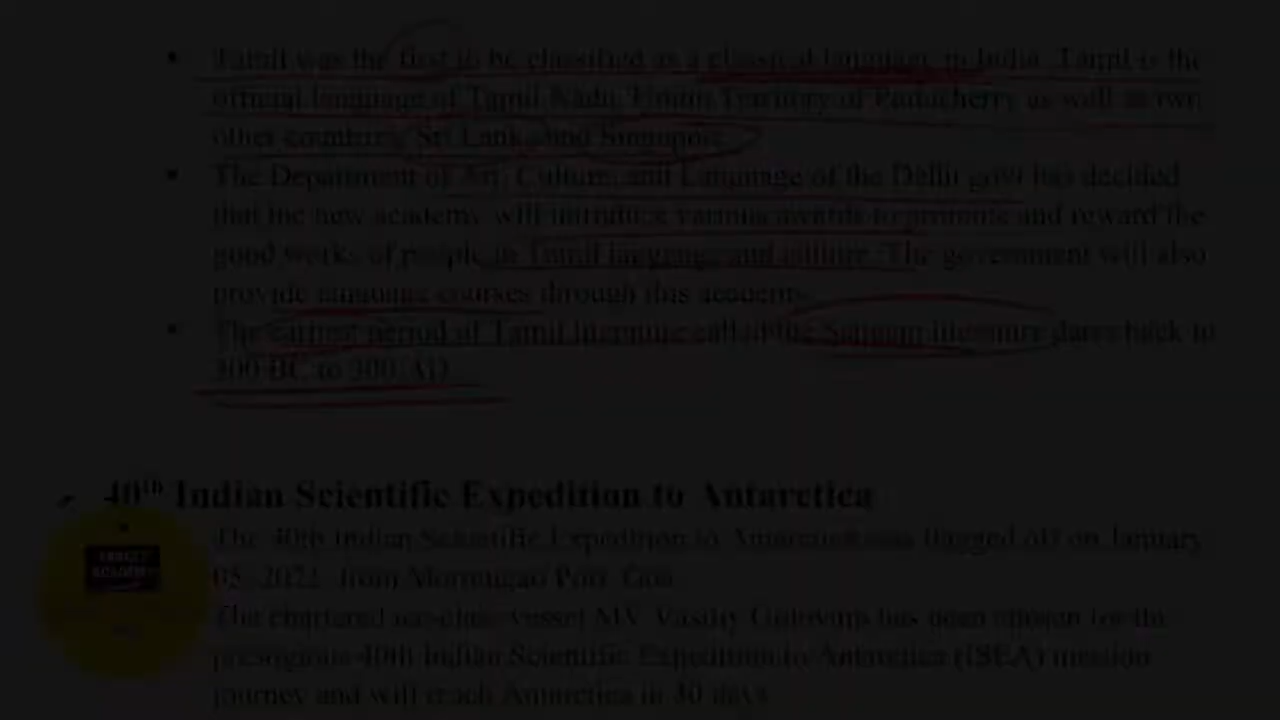 Tamil was the first to be classified as a classical language in India. Tamil is the
official language of Tamil Nadu, Union Territory of Puducherry as well as two
other countries, Sri Lanka and Singapore.
The Department of Art, Culture, and Language of the Delhi govt has decided
that the new academy will introduce various awards to promote and reward the
good works of people in Tamil language and culture. The government will also
provide language courses through this academy.
The earliest period of Tamil literature called the Sangam literature dates back to
300 BC to 300 AD.
40th Indian Scientific Expedition to Antarctica
The 40th Indian Scientific Expedition to Antarctica was flagged off on January
05, from Mormugao Port, Goa.
The chartered ice-class vessel MV Vasiliy Golovnin has been chosen for the
TARGET
ACADEMY
prestigious 40th Indian Scientific Expedition to Antarctica (ISEA) mission
journey and will reach Antarctica in 30 days